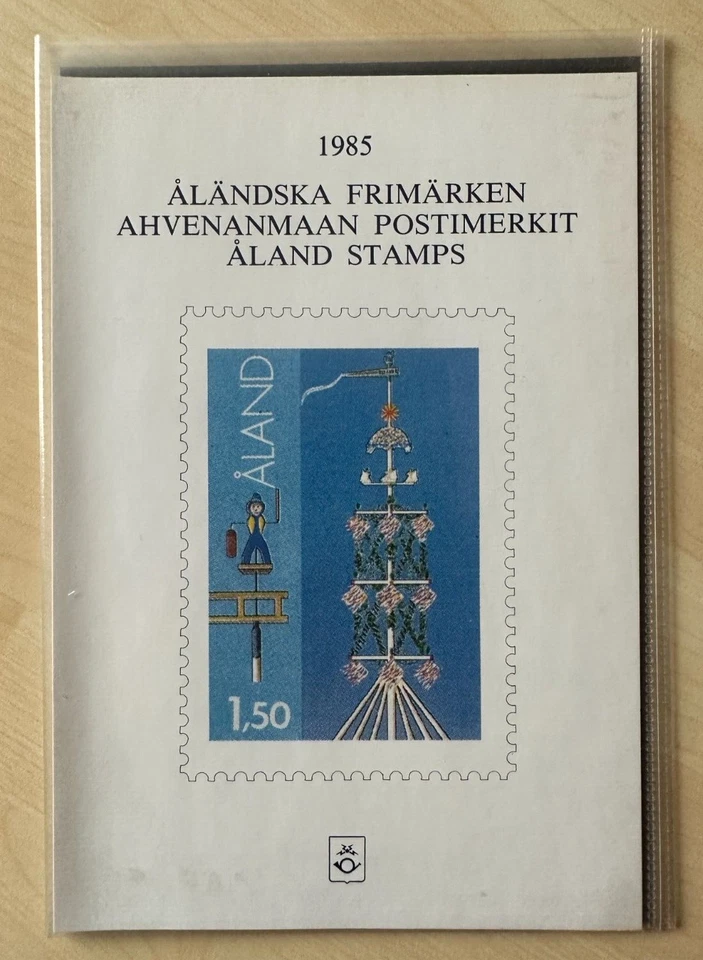 1985
ÅLÄNDSKA FRIMÄRKEN
AHVENANMAAN POSTIMERKIT
ÅLAND STAMPS
ÅLAND
1,50